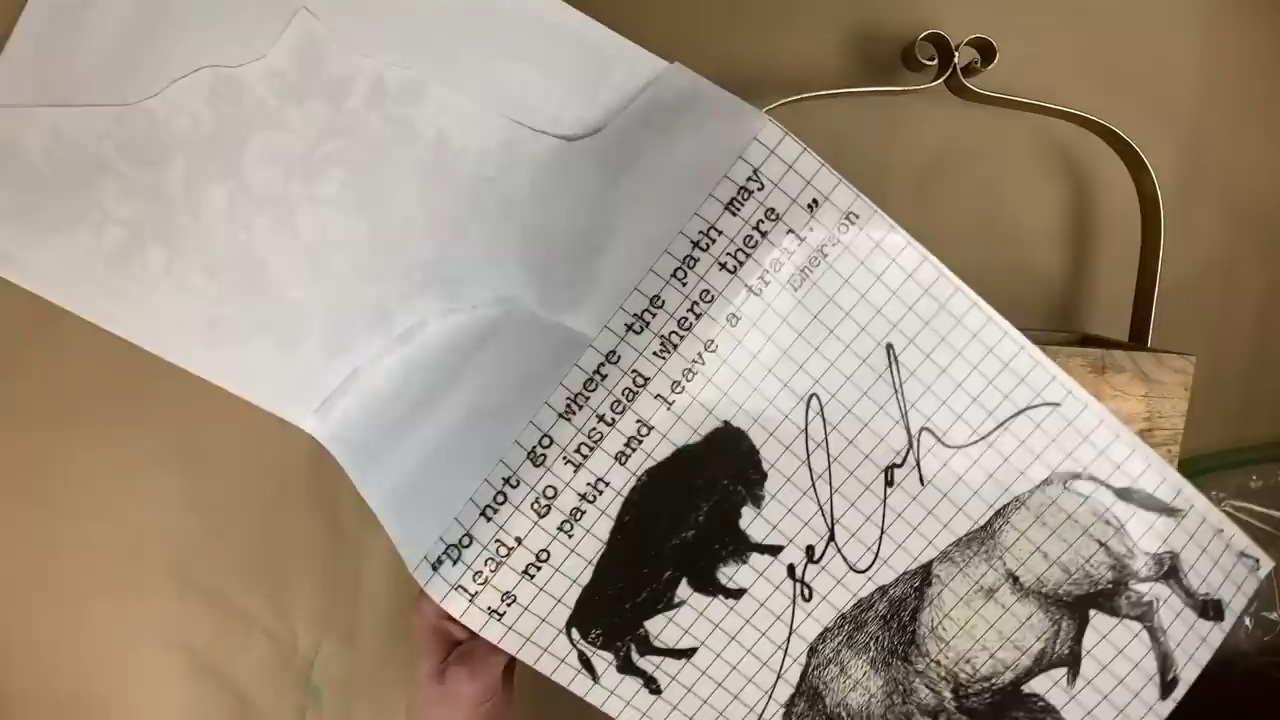 “Do not go where the path may
lead, go instead where there
is no path and leave a trail.”
Emerson
selah